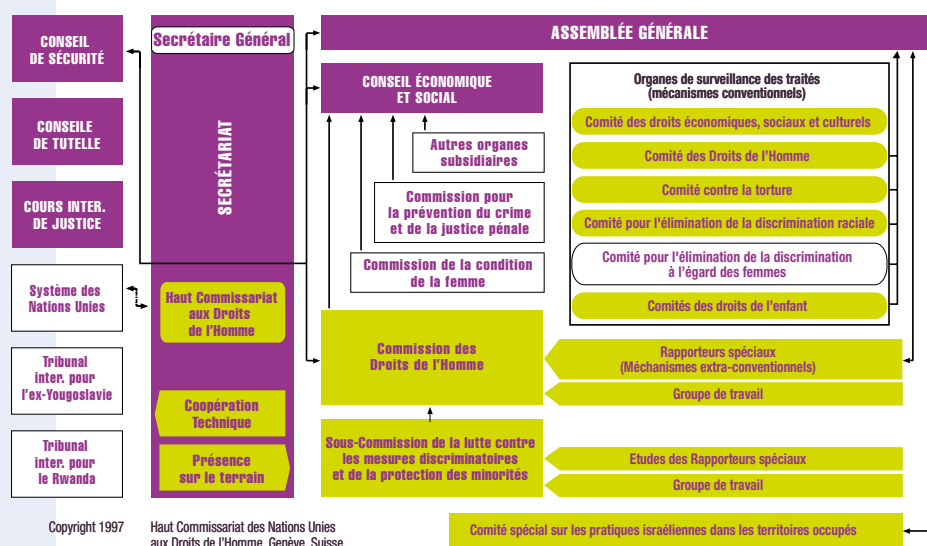 CONSEIL
DE SÉCURITÉ
CONSEILE
DE TUTELLE
COURS INTER.
DE JUSTICE
Système des
Nations Unies
Tribunal
inter. pour
l'ex-Yougoslavie
Tribunal
inter. pour
le Rwanda
Secrétaire Général
SECRÉTARIAT
Haut Commissariat
aux Droits
de l'Homme
Coopération
Technique
Présence
sur le terrain
ASSEMBLÉE GÉNÉRALE
CONSEIL ÉCONOMIQUE
ET SOCIAL
Autres organes
subsidiaires
Commission pour
la prévention du crime
et de la justice pénale
Commission de la condition
de la femme
Commission des
Droits de l'Homme
Sous-Commission de la lutte contre
les mesures discriminatoires
et de la protection des minorités
Organes de surveillance des traités
(mécanismes conventionnels)
Comité des droits économiques, sociaux et culturels
Comité des Droits de l'Homme
Comité contre la torture
Comité pour l'élimination de la discrimination raciale
Comité pour l'élimination de la discrimination
à l'égard des femmes
Comités des droits de l'enfant
Rapporteurs spéciaux
(Méchanismes extra-conventionnels)
Groupe de travail
Etudes des Rapporteurs spéciaux
Groupe de travail
Comité spécial sur les pratiques israéliennes dans les territoires occupés
Copyright 1997
Haut Commissariat des Nations Unies
aux Droits de l'Homme, Genève, Suisse